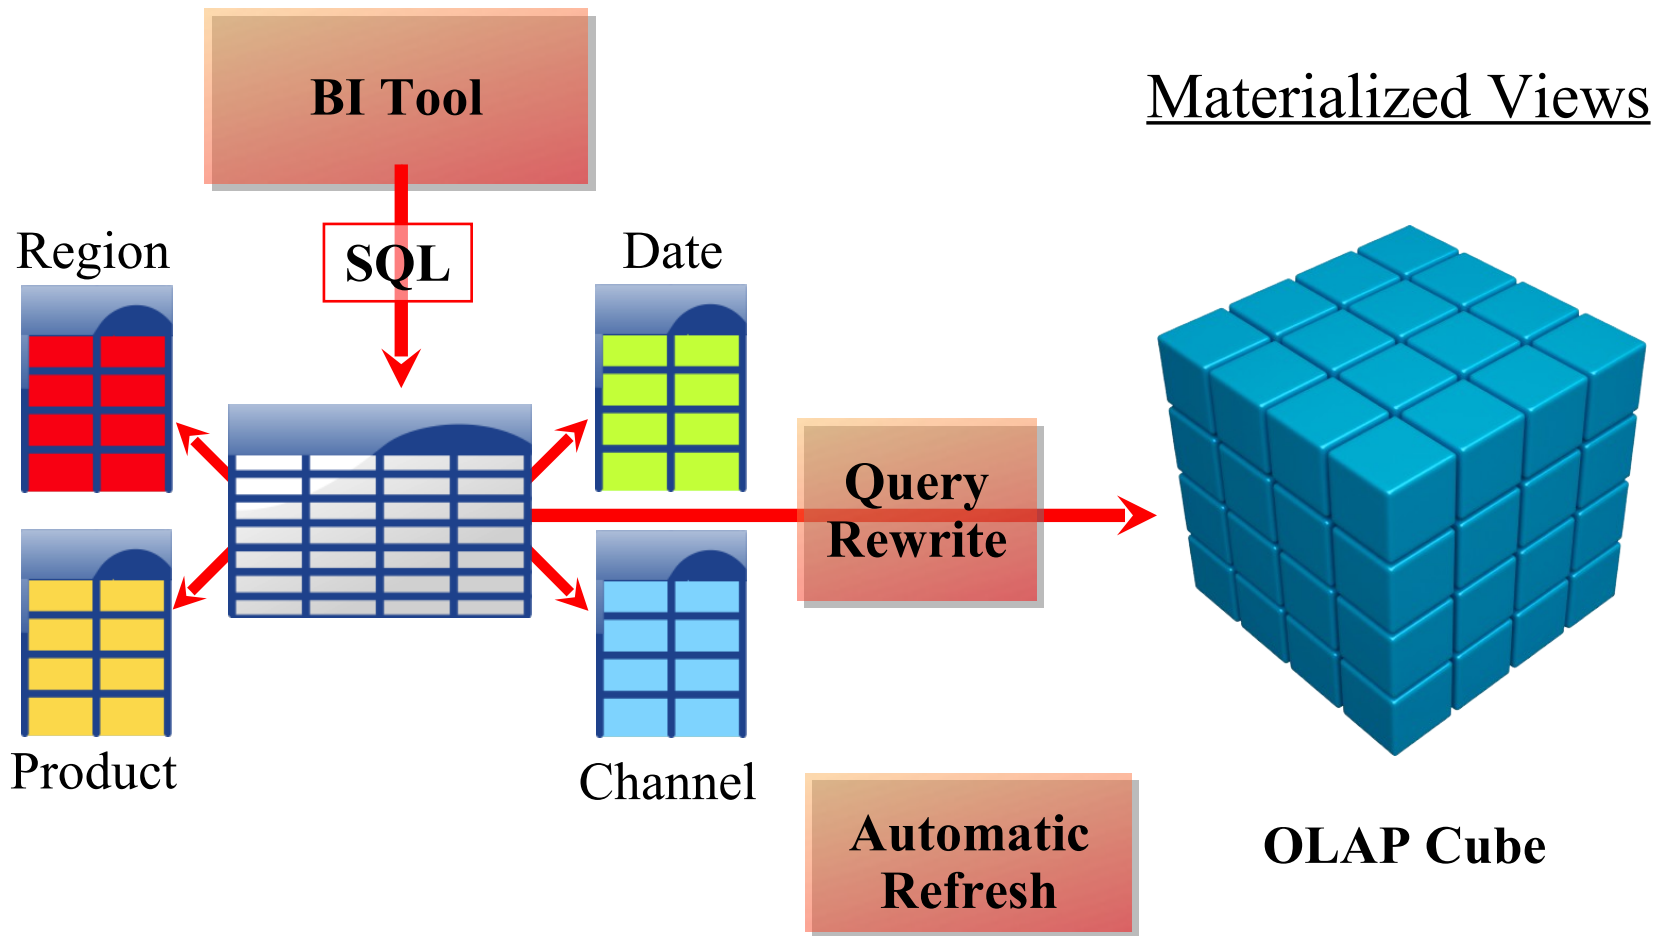 BI Tool
Materialized Views
SQL
Region
Date
Query
Rewrite
Product
Channel
Automatic
Refresh
OLAP Cube